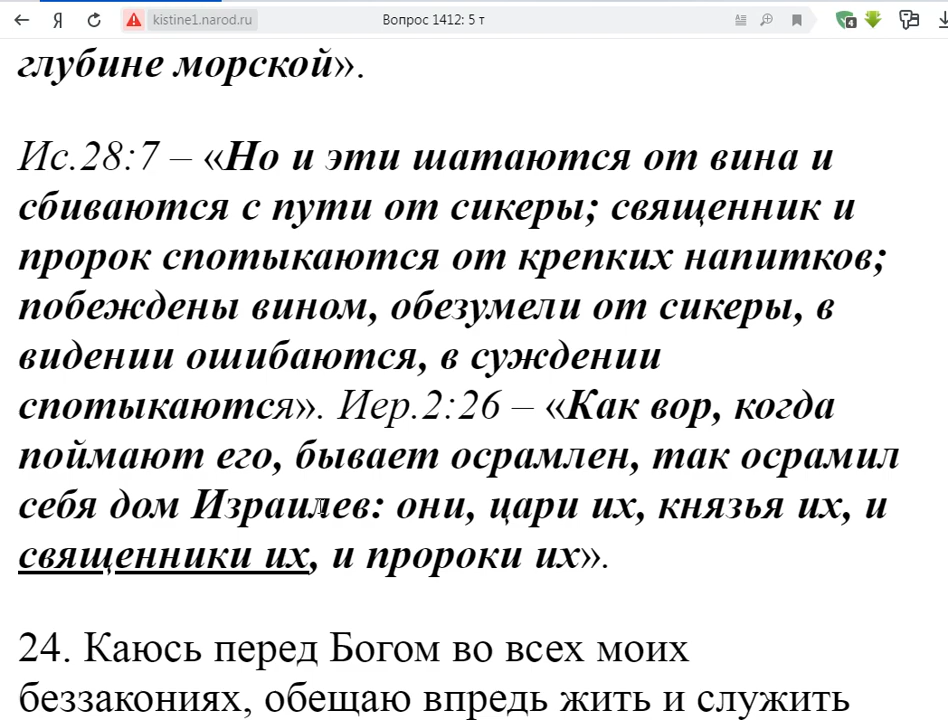 kistine1.narod.ru
Вопрос 1412: 5 т
глубине морской».
Ис.28:7 – «Но и эти шатаются от вина и
сбиваются с пути от сикеры; священник и
пророк спотыкаются от крепких напитков;
побеждены вином, обезумели от сикеры, в
видении ошибаются, в суждении
спотыкаются». Иер.2:26 – «Как вор, когда
поймают его, бывает осрамлен, так осрамил
себя дом Израилев: они, цари их, князья их, и
священники их, и пророки их».
24. Каюсь перед Богом во всех моих
беззакониях, обещаю впредь жить и служить